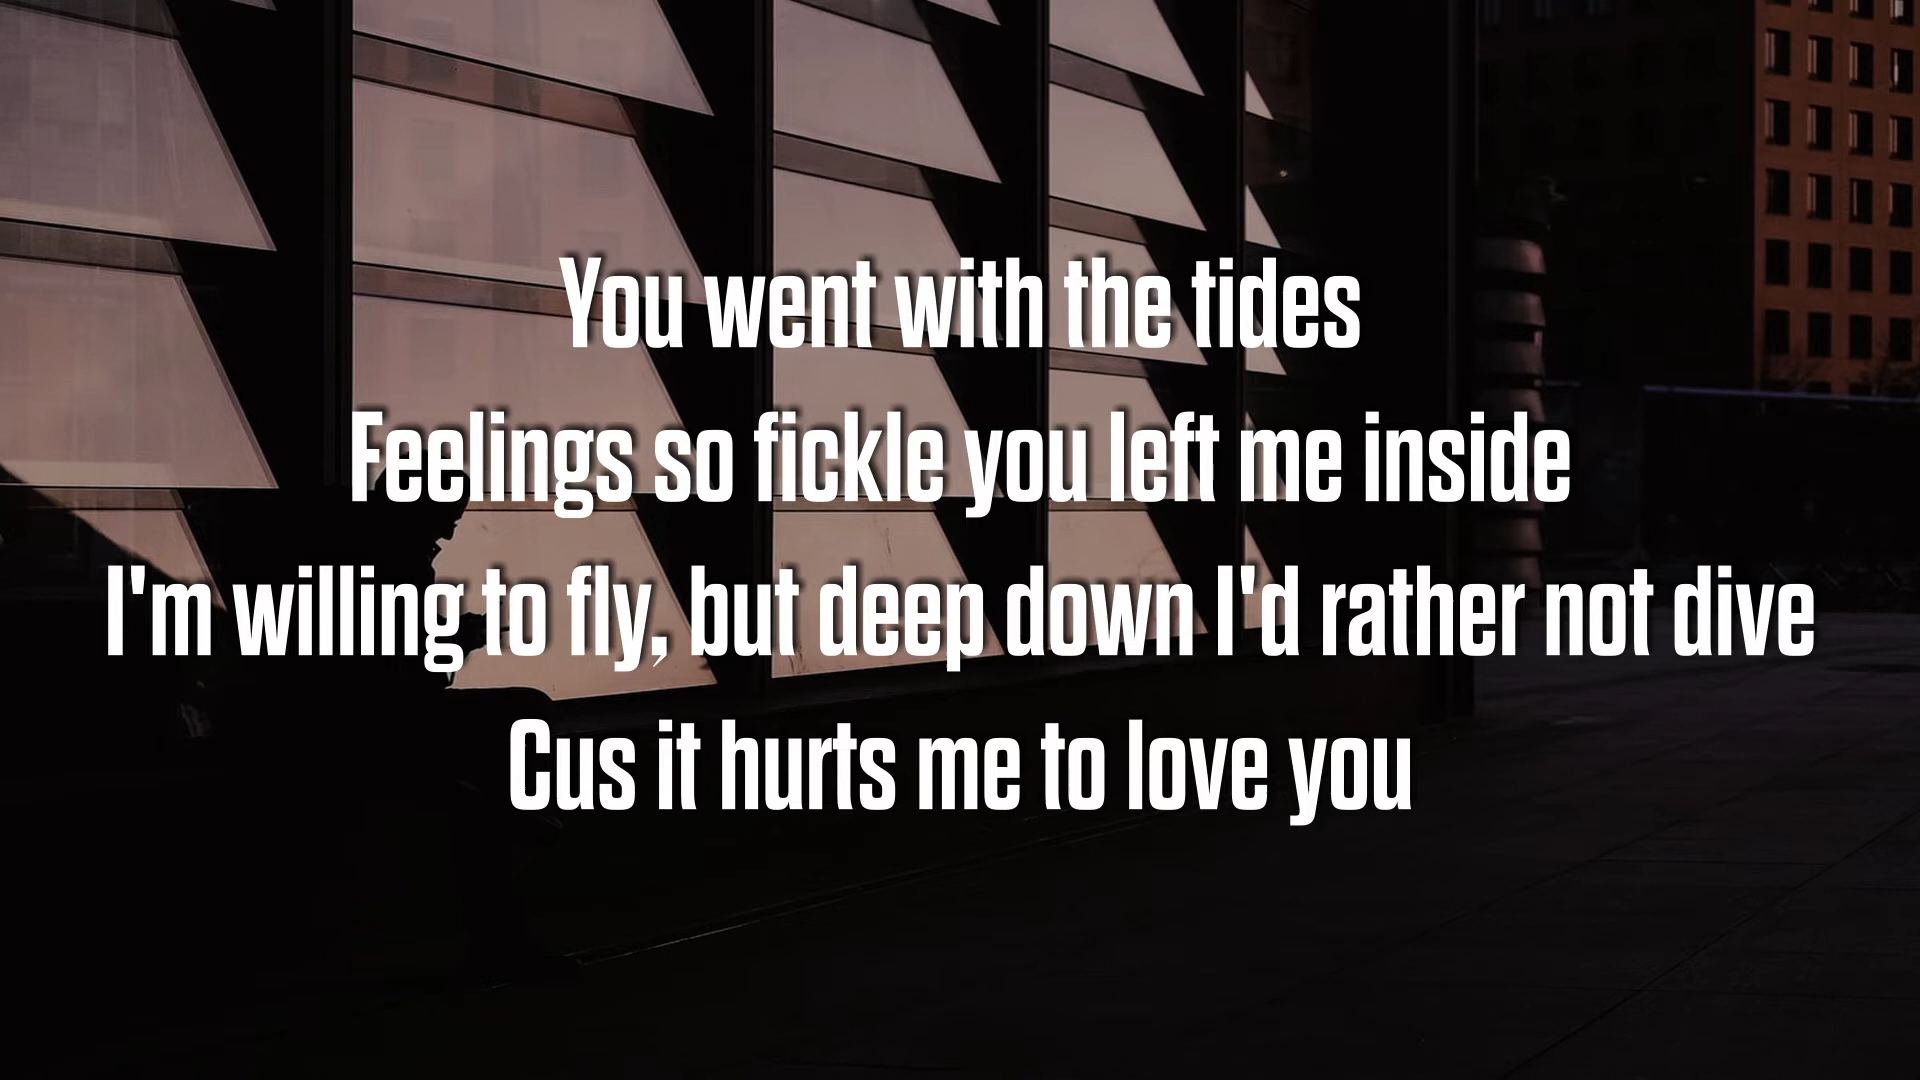 You went with the tides
Feelings so fickle you left me inside
I'm willing to fly, but deep down I'd rather not dive
Cus it hurts me to love you